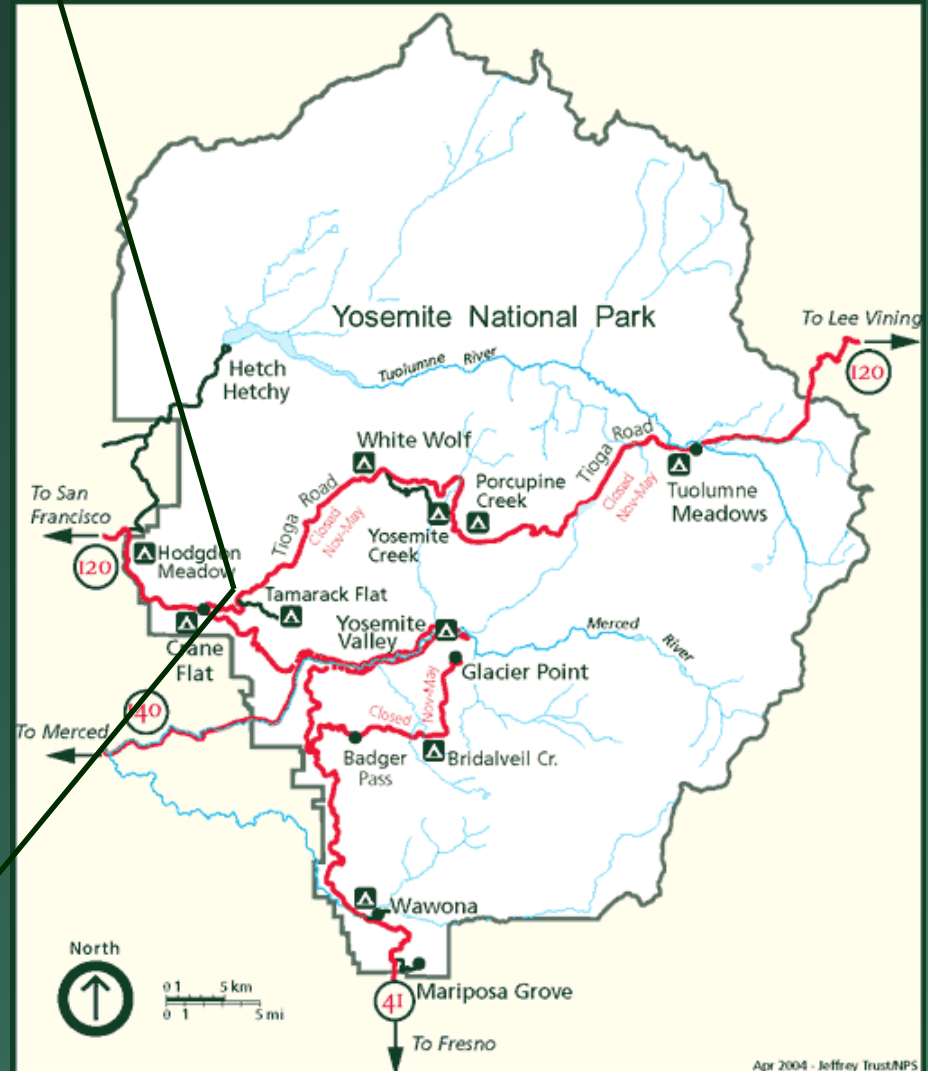 Yosemite National Park
To Lee Vining
120
Hetch
Hetchy
Tuolumne River
White Wolf
Tioga Road
Closed
Nov-May
Porcupine
Creek
Tioga Road
Closed
Nov-May
Tuolumne
Meadows
To San
Francisco
120
Hodgdon
Meadow
Yosemite
Creek
Tamarack Flat
Yosemite
Valley
Merced River
Crane
Flat
Glacier Point
140
To Merced
Closed
Nov-May
Badger
Pass
Bridalveil Cr.
Wawona
North
0 1 5 km
0 1 5 mi
Mariposa Grove
41
To Fresno
Apr 2004 - Jeffrey Trust/NPS